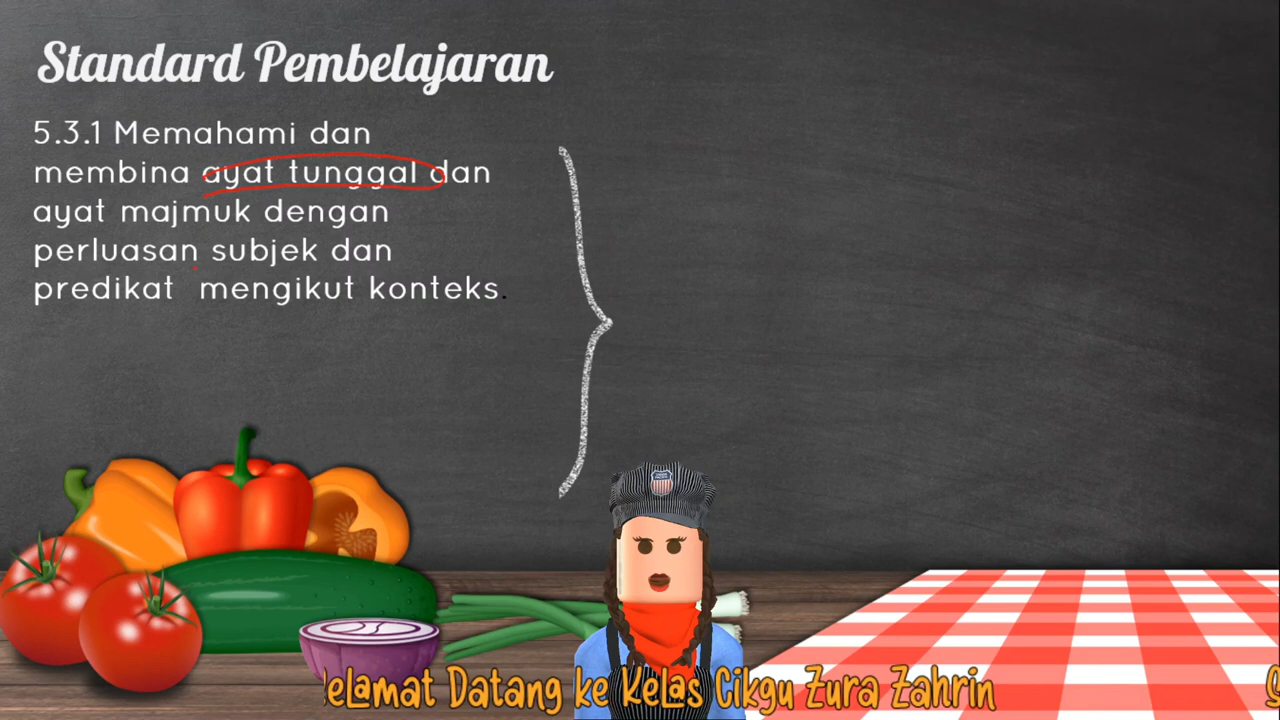 Standard Pembelajaran
5.3.1 Memahami dan
membina ayat tunggal dan
ayat majmuk dengan
perluasan subjek dan
predikat mengikut konteks.
elamat Datang ke Kelas Cikgu Zura Zahrin